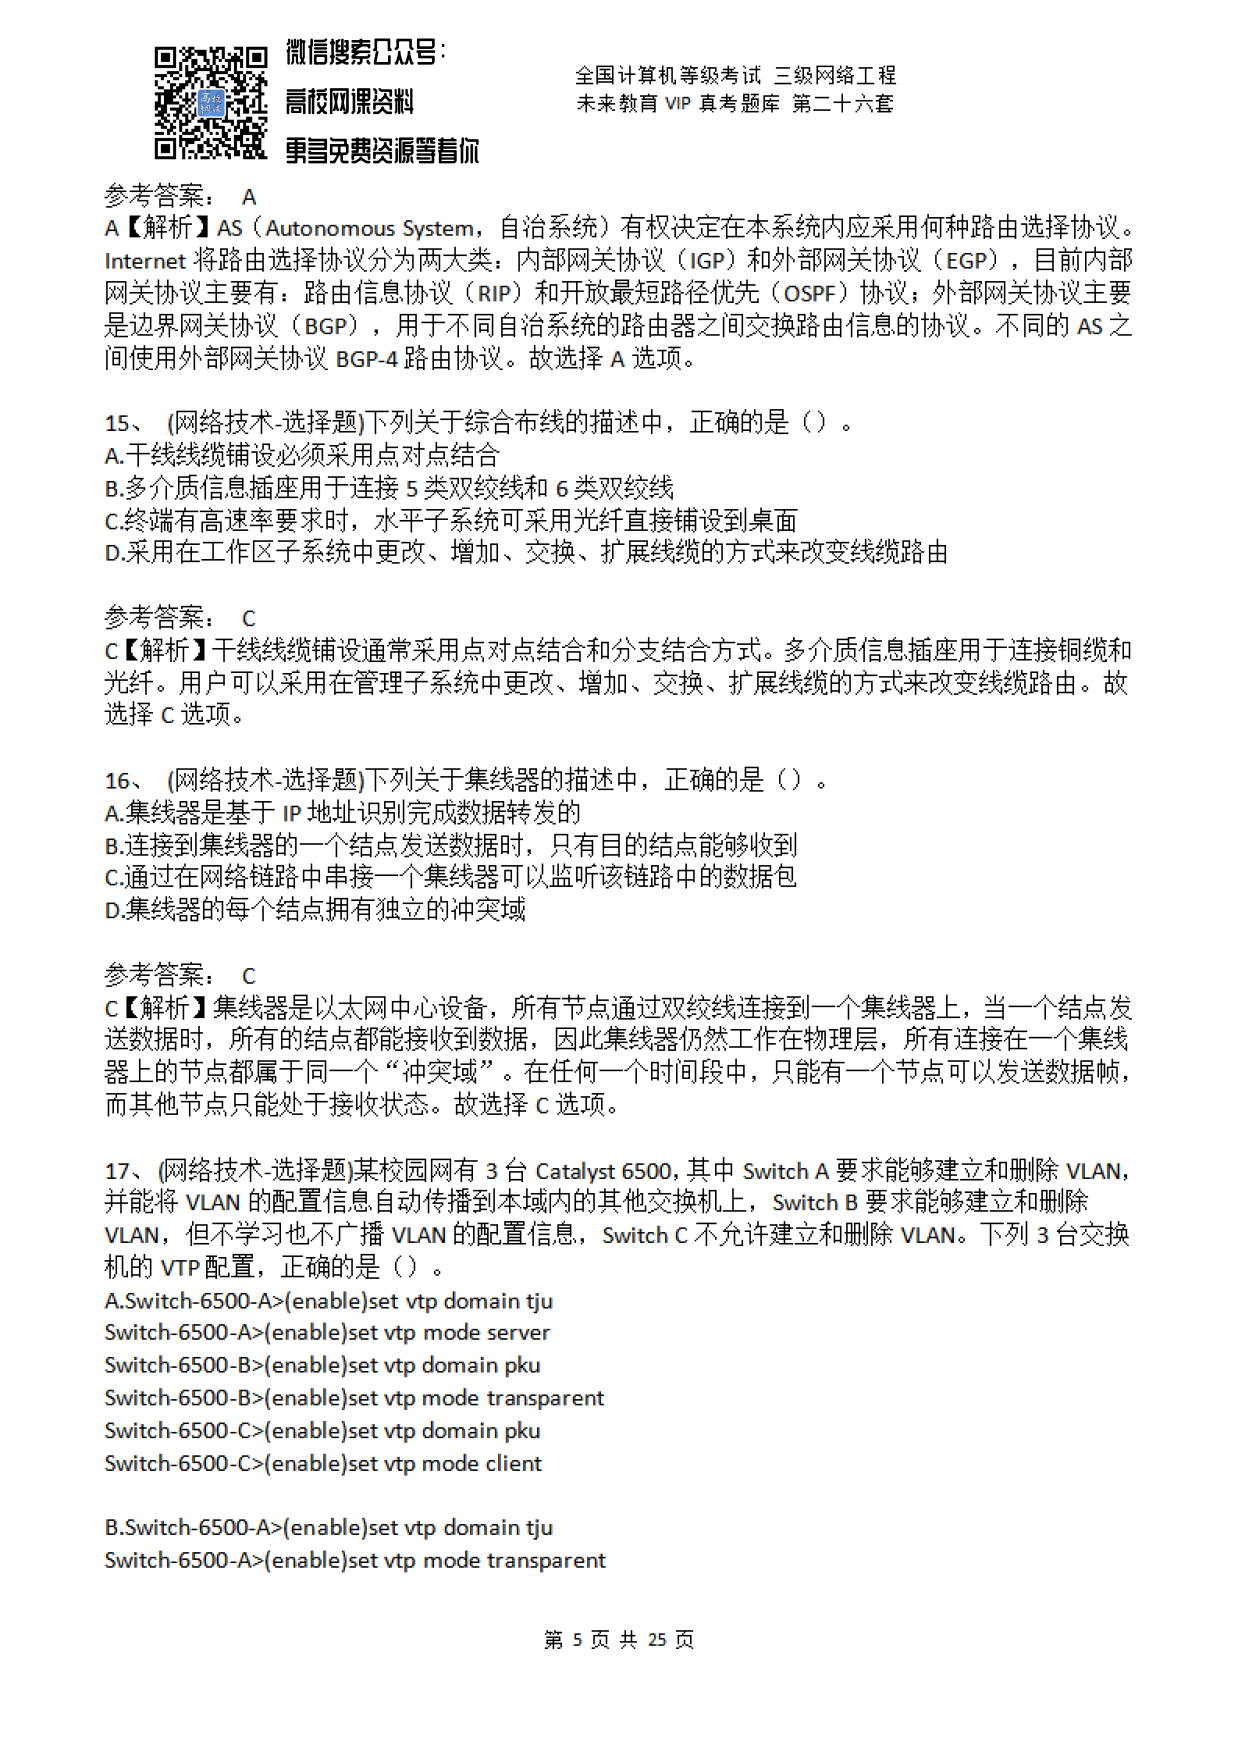 微信搜索公众号：
高校网课资料
更多免费资源等着你
全国计算机等级考试 三级网络工程
未来教育 VIP 真考题库 第二十六套
高校
网课
参考答案： A
A【解析】AS（Autonomous System，自治系统）有权决定在本系统内应采用何种路由选择协议。
Internet 将路由选择协议分为两大类：内部网关协议（IGP）和外部网关协议（EGP），目前内部
网关协议主要有：路由信息协议（RIP）和开放最短路径优先（OSPF）协议；外部网关协议主要
是边界网关协议（BGP），用于不同自治系统的路由器之间交换路由信息的协议。不同的 AS 之
间使用外部网关协议 BGP-4 路由协议。故选择 A 选项。
15、 (网络技术-选择题)下列关于综合布线的描述中，正确的是（）。
A.干线线缆铺设必须采用点对点结合
B.多介质信息插座用于连接 5 类双绞线和 6 类双绞线
C.终端有高速率要求时，水平子系统可采用光纤直接铺设到桌面
D.采用在工作区子系统中更改、增加、交换、扩展线缆的方式来改变线缆路由
参考答案： C
C【解析】干线线缆铺设通常采用点对点结合和分支结合方式。多介质信息插座用于连接铜缆和
光纤。用户可以采用在管理子系统中更改、增加、交换、扩展线缆的方式来改变线缆路由。故
选择 C 选项。
16、 (网络技术-选择题)下列关于集线器的描述中，正确的是（）。
A.集线器是基于 IP 地址识别完成数据转发的
B.连接到集线器的一个结点发送数据时，只有目的结点能够收到
C.通过在网络链路中串接一个集线器可以监听该链路中的数据包
D.集线器的每个结点拥有独立的冲突域
参考答案： C
C【解析】集线器是以太网中心设备，所有节点通过双绞线连接到一个集线器上，当一个结点发
送数据时，所有的结点都能接收到数据，因此集线器仍然工作在物理层，所有连接在一个集线
器上的节点都属于同一个“冲突域”。在任何一个时间段中，只能有一个节点可以发送数据帧，
而其他节点只能处于接收状态。故选择 C 选项。
17、(网络技术-选择题)某校园网有 3 台 Catalyst 6500，其中 Switch A 要求能够建立和删除 VLAN，
并能将 VLAN 的配置信息自动传播到本域内的其他交换机上，Switch B 要求能够建立和删除
VLAN，但不学习也不广播 VLAN 的配置信息，Switch C 不允许建立和删除 VLAN。下列 3 台交换
机的 VTP 配置，正确的是（）。
A.Switch-6500-A>(enable)set vtp domain tju
Switch-6500-A>(enable)set vtp mode server
Switch-6500-B>(enable)set vtp domain pku
Switch-6500-B>(enable)set vtp mode transparent
Switch-6500-C>(enable)set vtp domain pku
Switch-6500-C>(enable)set vtp mode client
B.Switch-6500-A>(enable)set vtp domain tju
Switch-6500-A>(enable)set vtp mode transparent
第 5 页 共 25 页